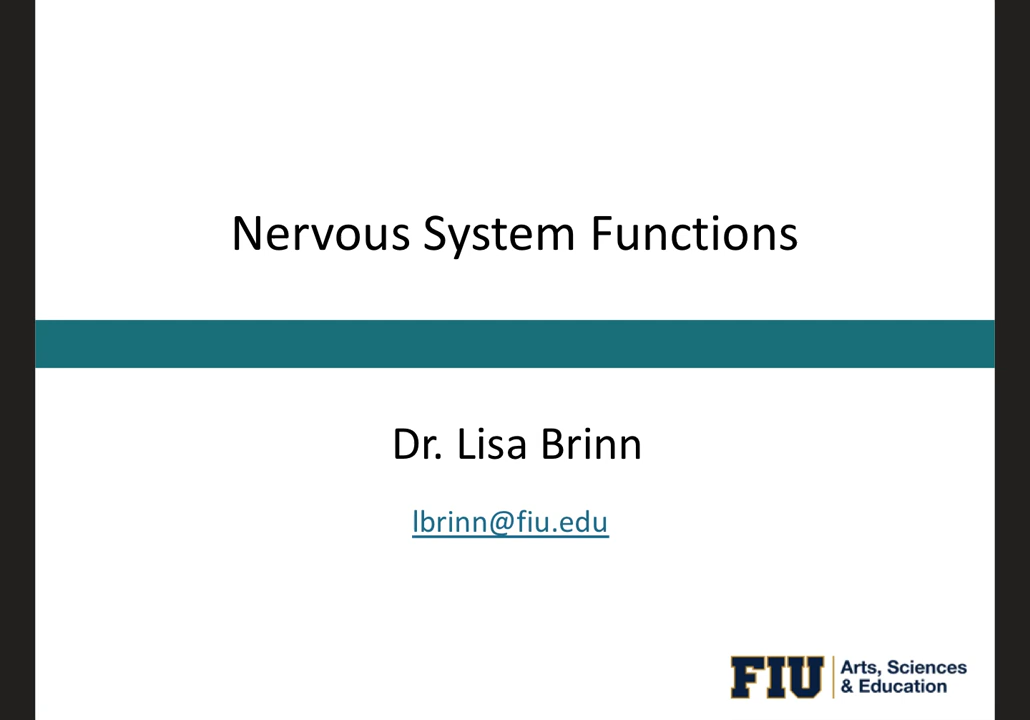 Nervous System Functions
Dr. Lisa Brinn
lbrinn@fiu.edu
FIU Arts, Sciences
& Education